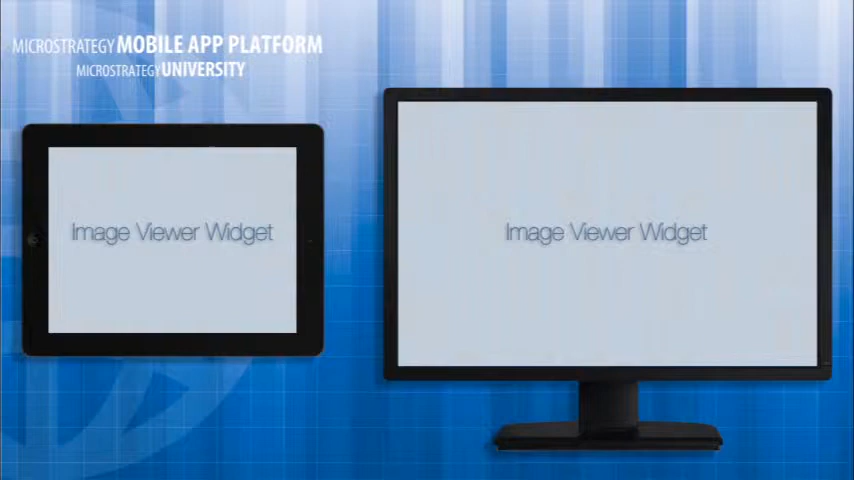 MICROSTRATEGY MOBILE APP PLATFORM
MICROSTRATEGY UNIVERSITY
Image Viewer Widget
Image Viewer Widget